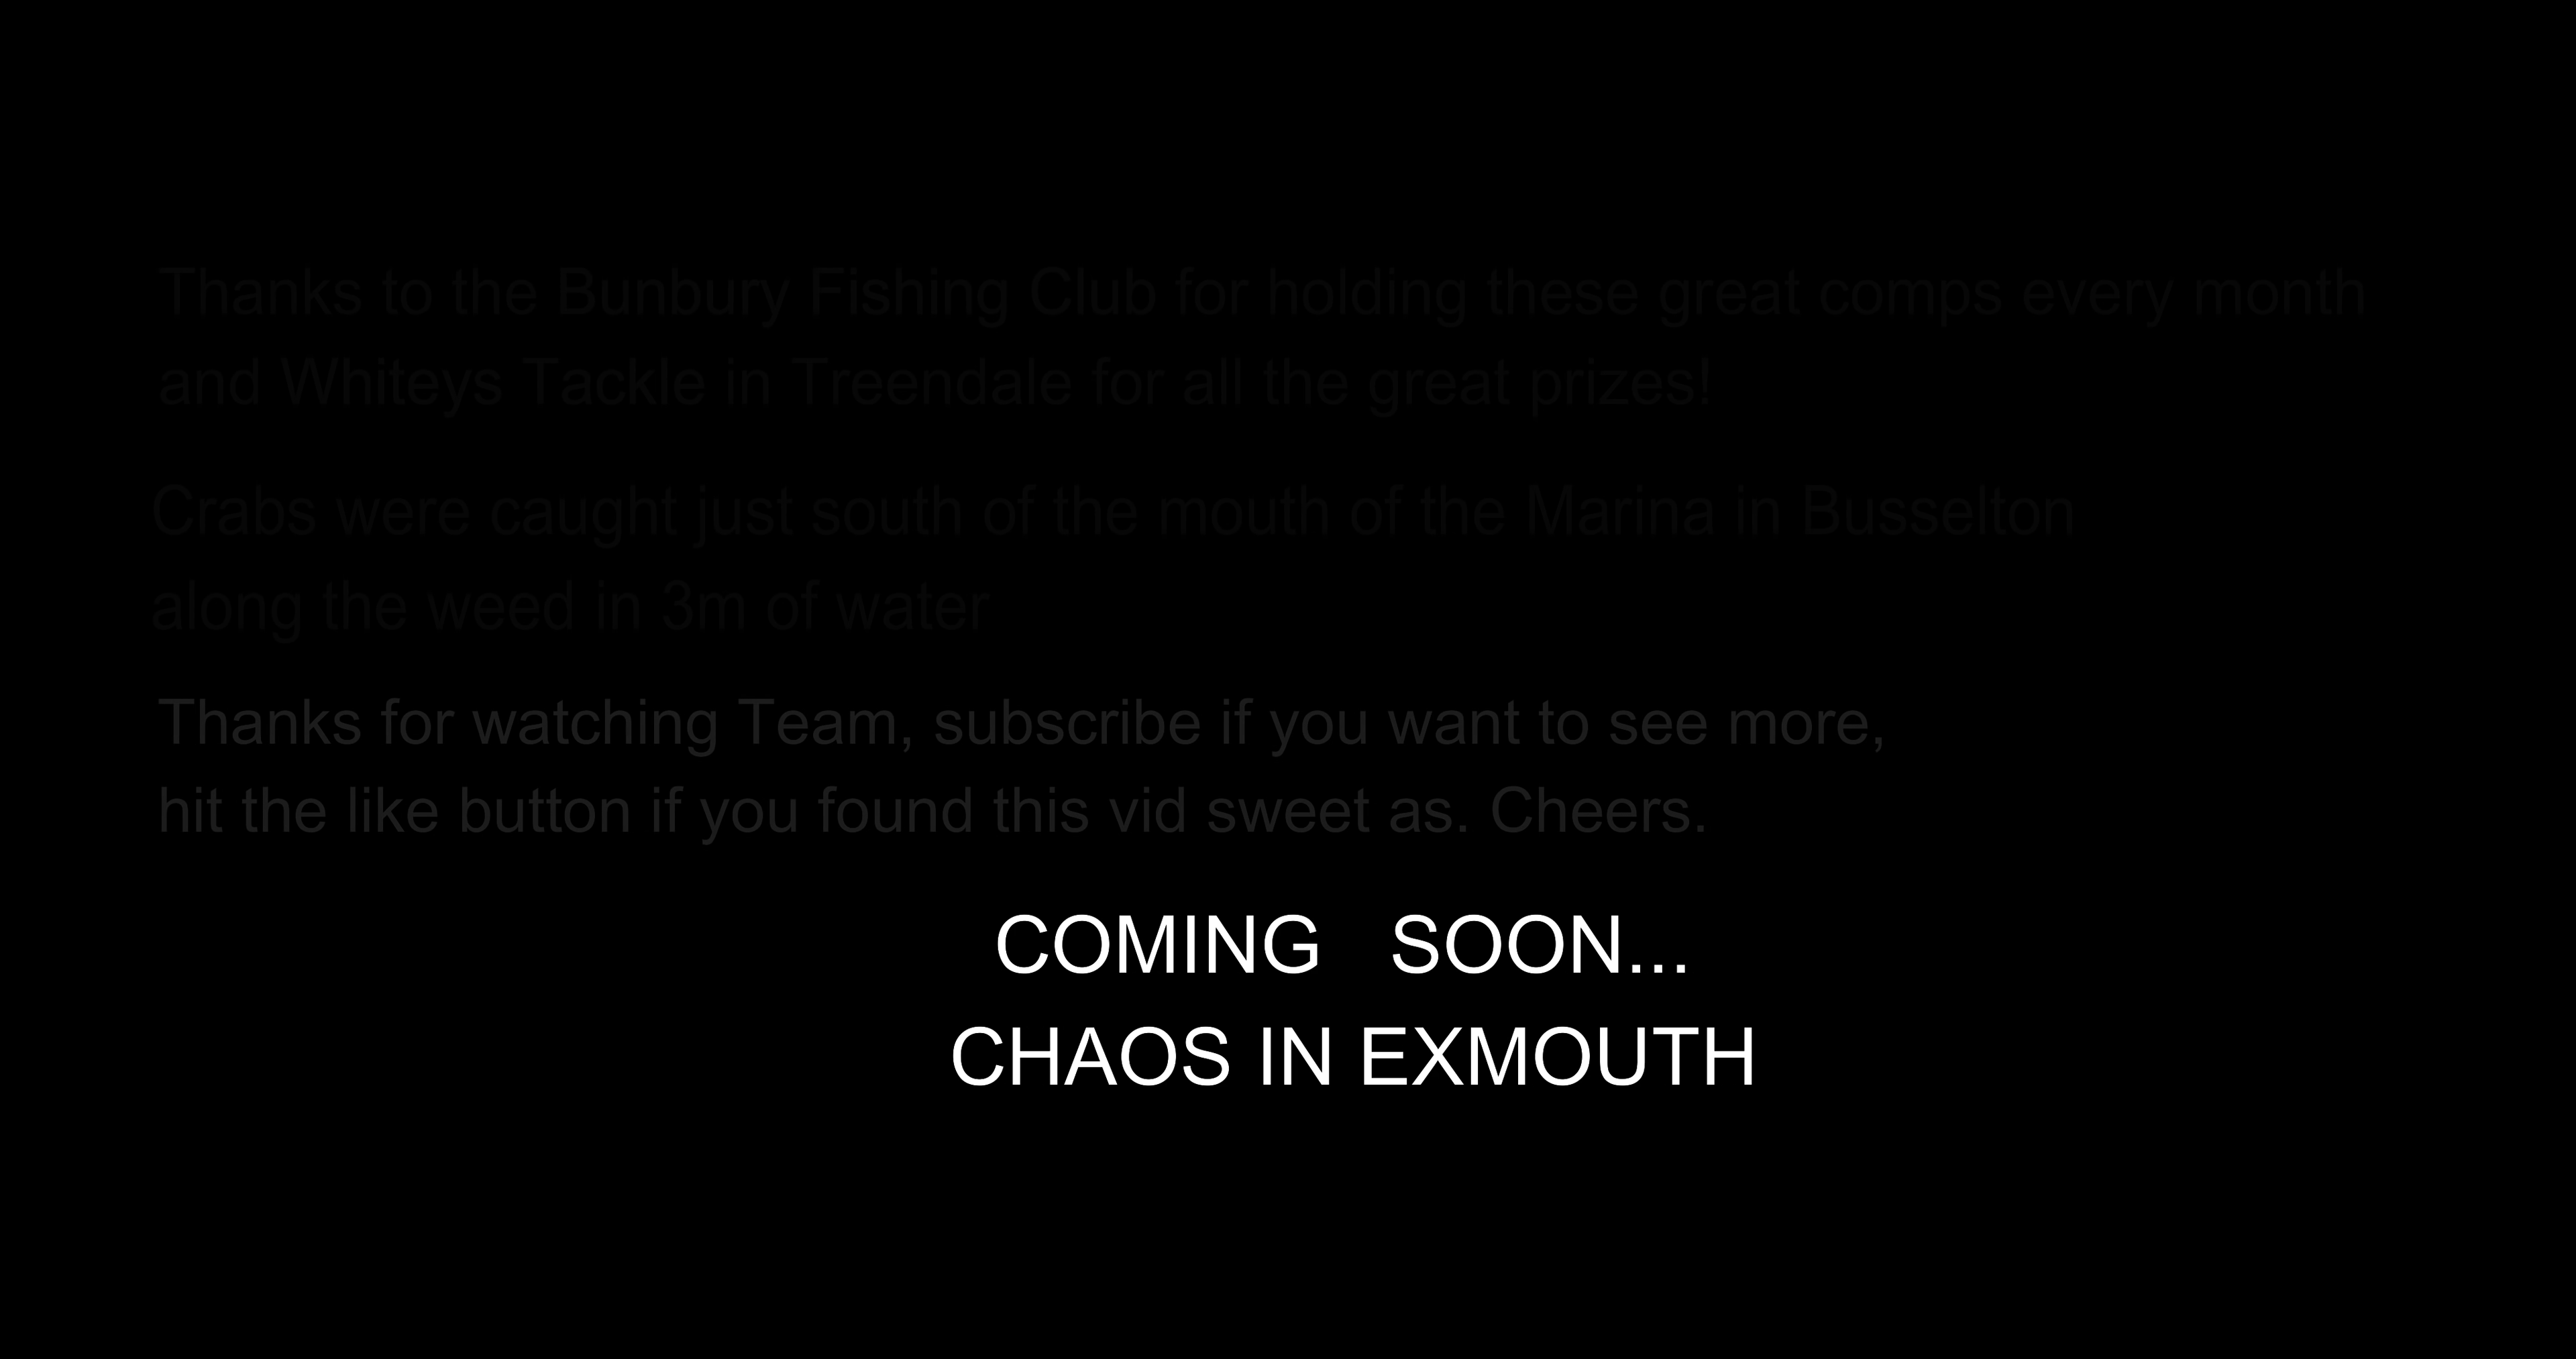 Thanks to the Bunbury Fishing Club for holding these great comps every month
and Whiteys Tackle in Treendale for all the great prizes!
Crabs were caught just south of the mouth of the Marina in Busselton
along the weed in 3m of water
Thanks for watching Team, subscribe if you want to see more,
hit the like button if you found this vid sweet as. Cheers.
COMING SOON...
CHAOS IN EXMOUTH